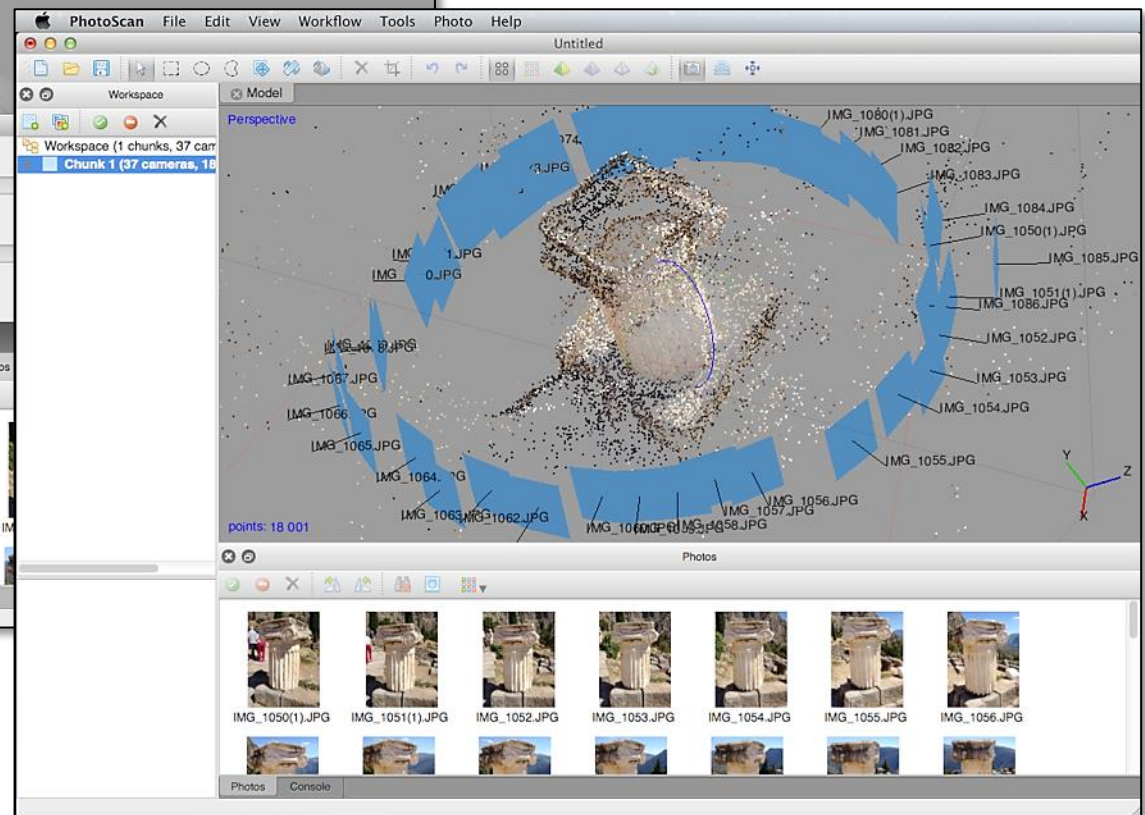 PhotoScan File Edit View Workflow Tools Photo Help
Untitled
Workspace
Model
Workspace (1 chunks, 37 cam
Chunk 1 (37 cameras, 18
Perspective
IMG_1080(1).JPG
IMG_1081.JPG
IMG_1082.JPG
IMG_1083.JPG
IMG_1084.JPG
IMG_1050(1).JPG
IMG_1085.JPG
IMG_1051(1).JPG
IMG_1086.JPG
IMG_1052.JPG
IMG_1053.JPG
IMG_1054.JPG
IMG_1055.JPG
IMG_1056.JPG
IMG_1057.JPG
IMG_1062.JPG
IMG_1063.JPG
IMG_1065.JPG
IMG_1067.JPG
Y
Z
X
points: 18 001
Photos
IMG_1050(1).JPG IMG_1051(1).JPG IMG_1052.JPG IMG_1053.JPG IMG_1054.JPG IMG_1055.JPG IMG_1056.JPG
Photos Console